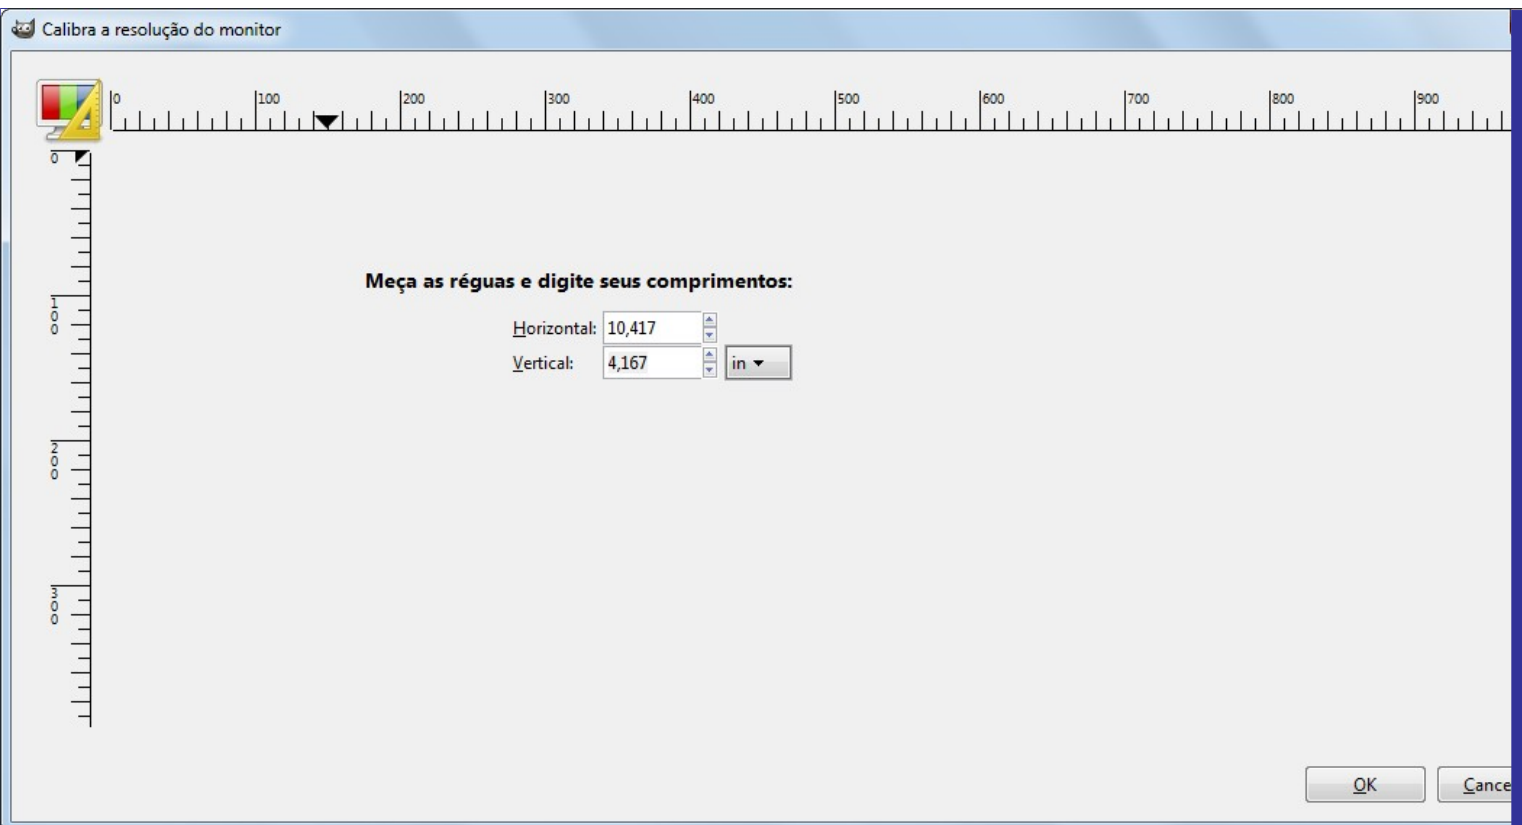 Calibra a resolução do monitor
0 100 200 300 400 500 600 700 800 900
0
100
200
300
Meça as réguas e digite seus comprimentos:
Horizontal: 10,417
Vertical: 4,167 in
OK Cance